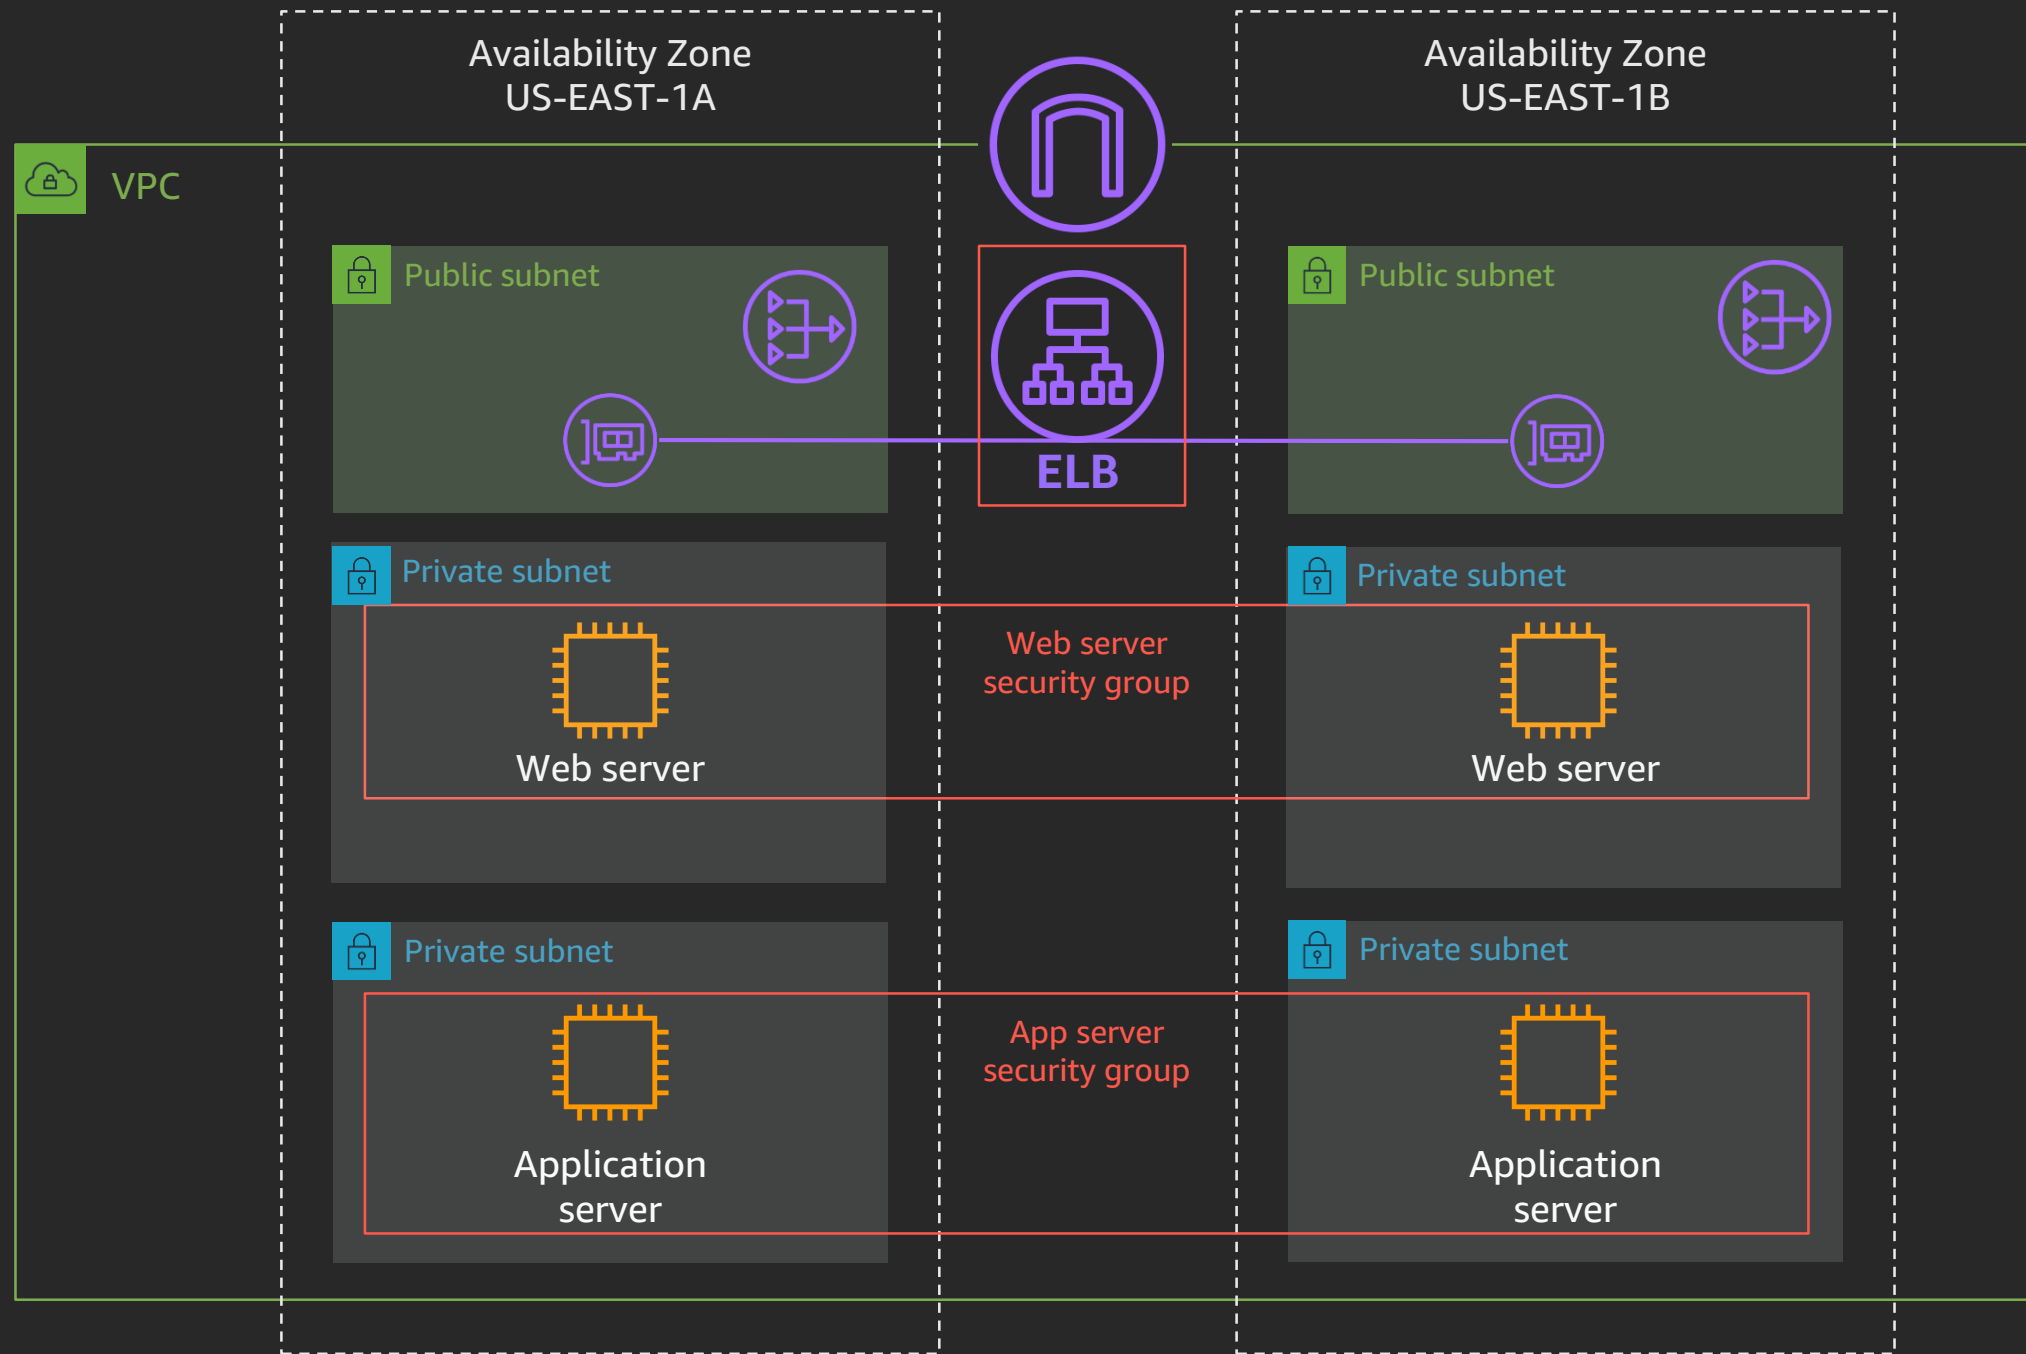 Availability Zone
US-EAST-1A
Availability Zone
US-EAST-1B
VPC
Public subnet
Public subnet
ELB
Private subnet
Private subnet
Web server
security group
Web server
Web server
Private subnet
Private subnet
App server
security group
Application
server
Application
server